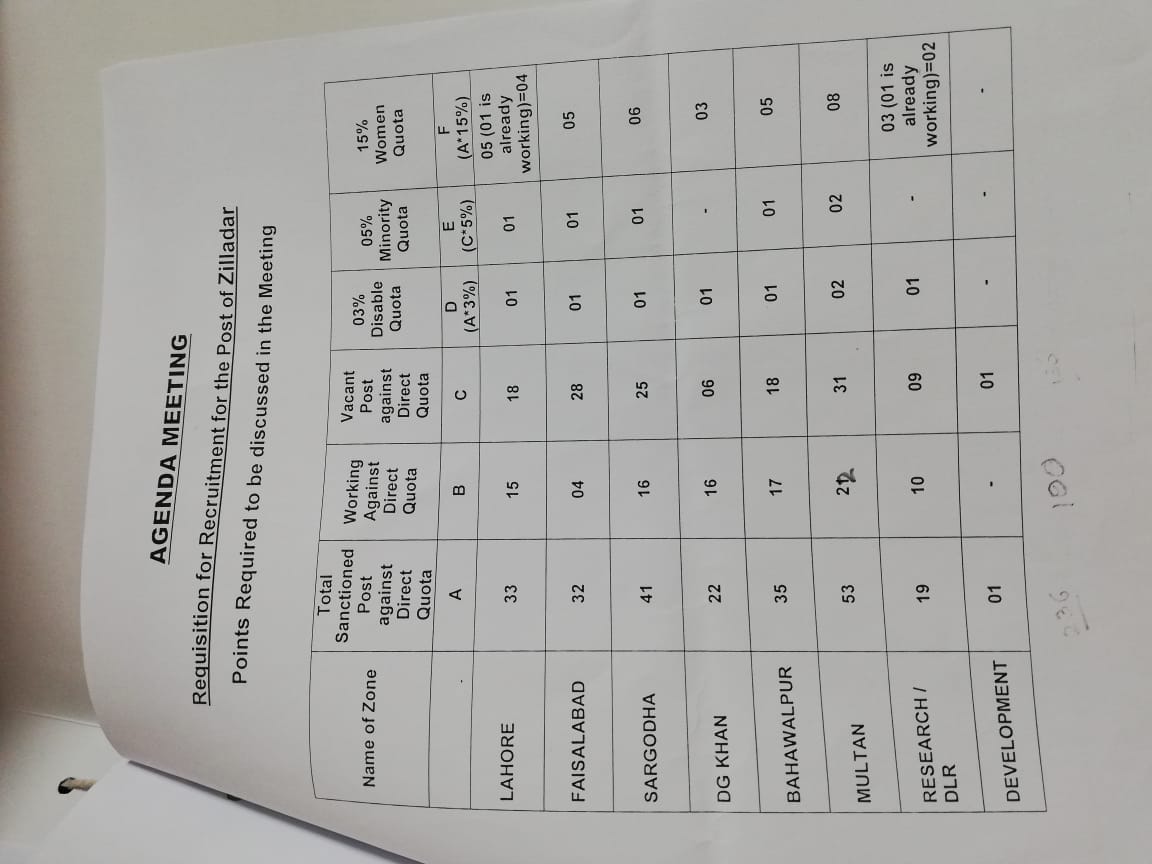 AGENDA MEETING
Requisition for Recruitment for the Post of Zilladar
Points Required to be discussed in the Meeting
Name of Zone | Total Sanctioned Post against Direct Quota | Working Against Direct Quota | Vacant Post against Direct Quota | 03% Disable Quota | 05% Minority Quota | 15% Women Quota
A | B | C | D (A*3%) | E (C*5%) | F (A*15%)
LAHORE | 33 | 15 | 18 | 01 | 01 | 05 (01 is already working)=04
FAISALABAD | 32 | 04 | 28 | 01 | 01 | 05
SARGODHA | 41 | 16 | 25 | 01 | 01 | 06
DG KHAN | 22 | 16 | 06 | 01 | - | 03
BAHAWALPUR | 35 | 17 | 18 | 01 | 01 | 05
MULTAN | 53 | 22 | 31 | 02 | 02 | 08
RESEARCH / DLR | 19 | 10 | 09 | 01 | - | 03 (01 is already working)=02
DEVELOPMENT | 01 | - | 01 | - | - | -
236 100